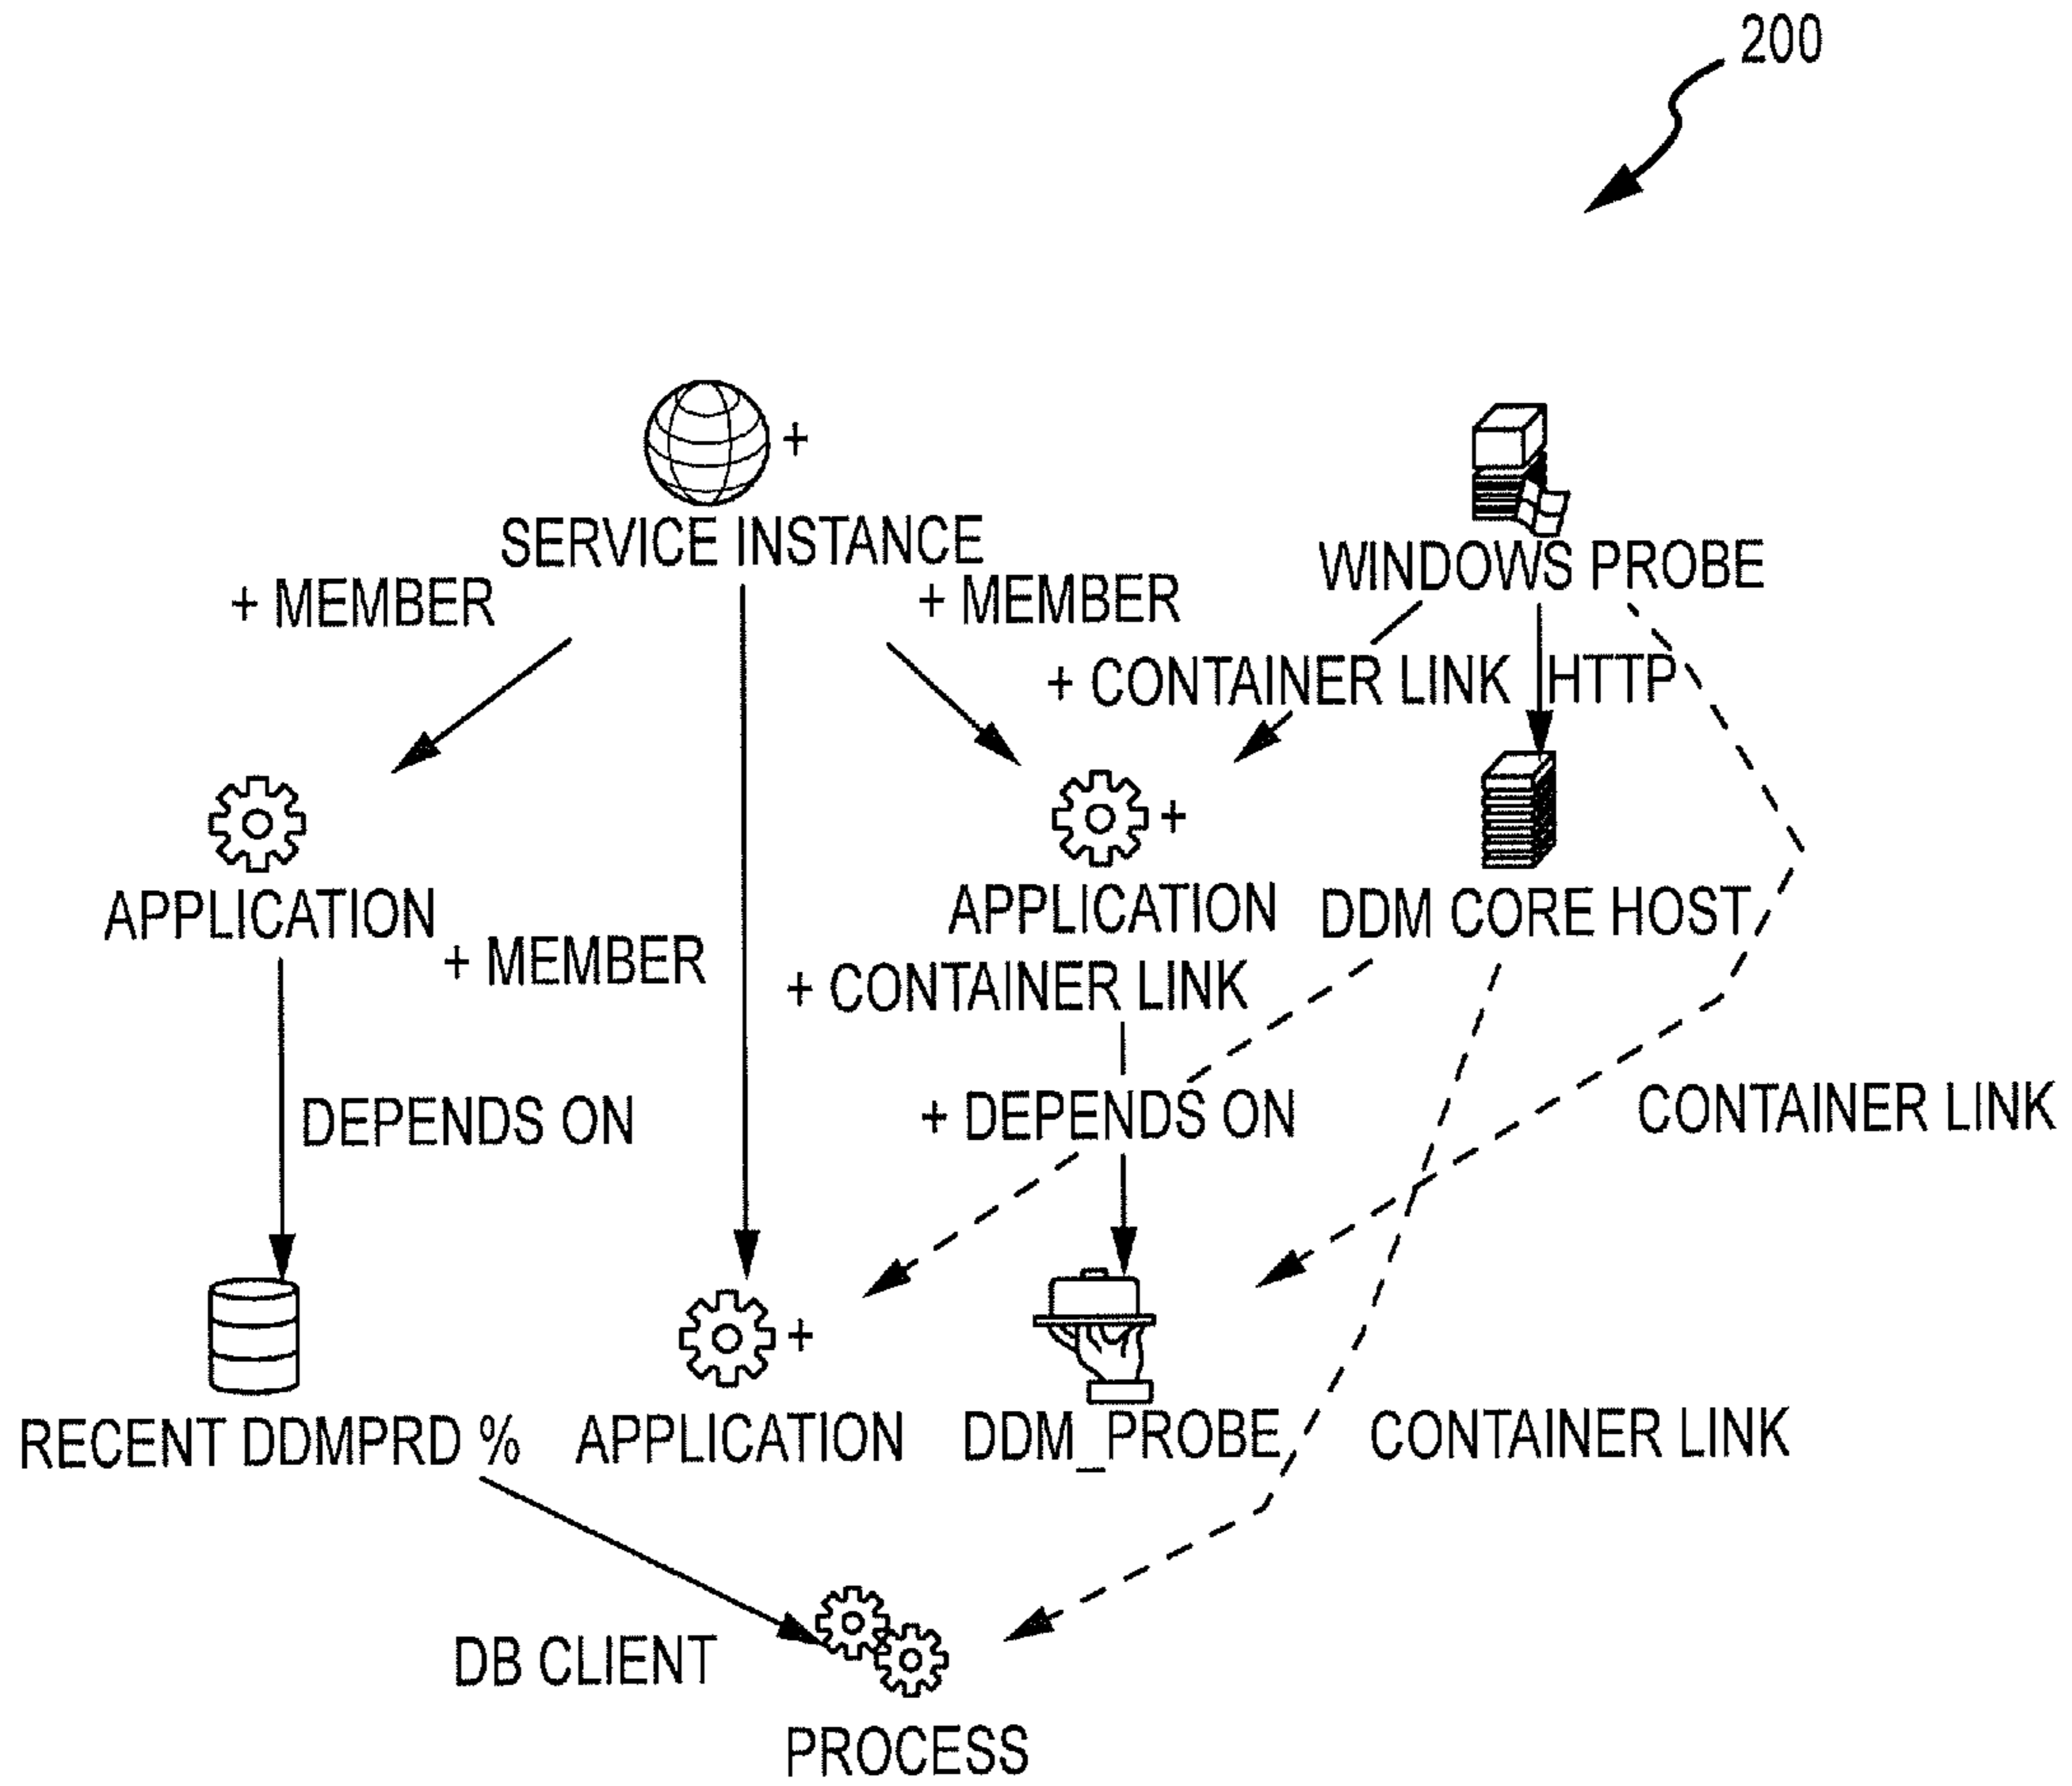 200
+
SERVICE INSTANCE
WINDOWS PROBE
+ MEMBER
+ MEMBER
+ CONTAINER LINK
HTTP
+
APPLICATION
APPLICATION
DDM CORE HOST
+ MEMBER
+ CONTAINER LINK
DEPENDS ON
+ DEPENDS ON
CONTAINER LINK
+
RECENT DDMPRD %
APPLICATION
DDM_PROBE
CONTAINER LINK
DB CLIENT
PROCESS